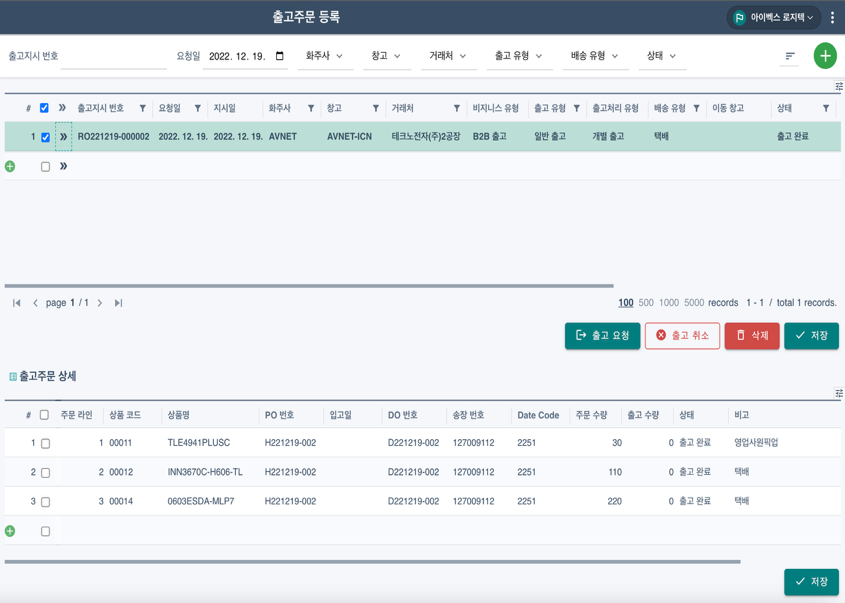 출고주문 등록
아이벡스 로지텍
출고지시 번호 요청일 2022. 12. 19. 화주사 창고 거래처 출고 유형 배송 유형 상태
# 출고지시 번호 요청일 지시일 화주사 창고 거래처 비지니스 유형 출고 유형 출고처리 유형 배송 유형 이동 창고 상태
1 RO221219-000002 2022. 12. 19. 2022. 12. 19. AVNET AVNET-ICN 테크노전자(주)2공장 B2B 출고 일반 출고 개별 출고 택배 출고 완료
page 1 / 1 100 500 1000 5000 records 1 - 1 / total 1 records.
출고 요청 출고 취소 삭제 저장
출고주문 상세
# 주문 라인 상품 코드 상품명 PO 번호 입고일 DO 번호 송장 번호 Date Code 주문 수량 출고 수량 상태 비고
1 1 00011 TLE4941PLUSC H221219-002 D221219-002 127009112 2251 30 0 출고 완료 영업사원픽업
2 2 00012 INN3670C-H606-TL H221219-002 D221219-002 127009112 2251 110 0 출고 완료 택배
3 3 00014 0603ESDA-MLP7 H221219-002 D221219-002 127009112 2251 220 0 출고 완료 택배
저장